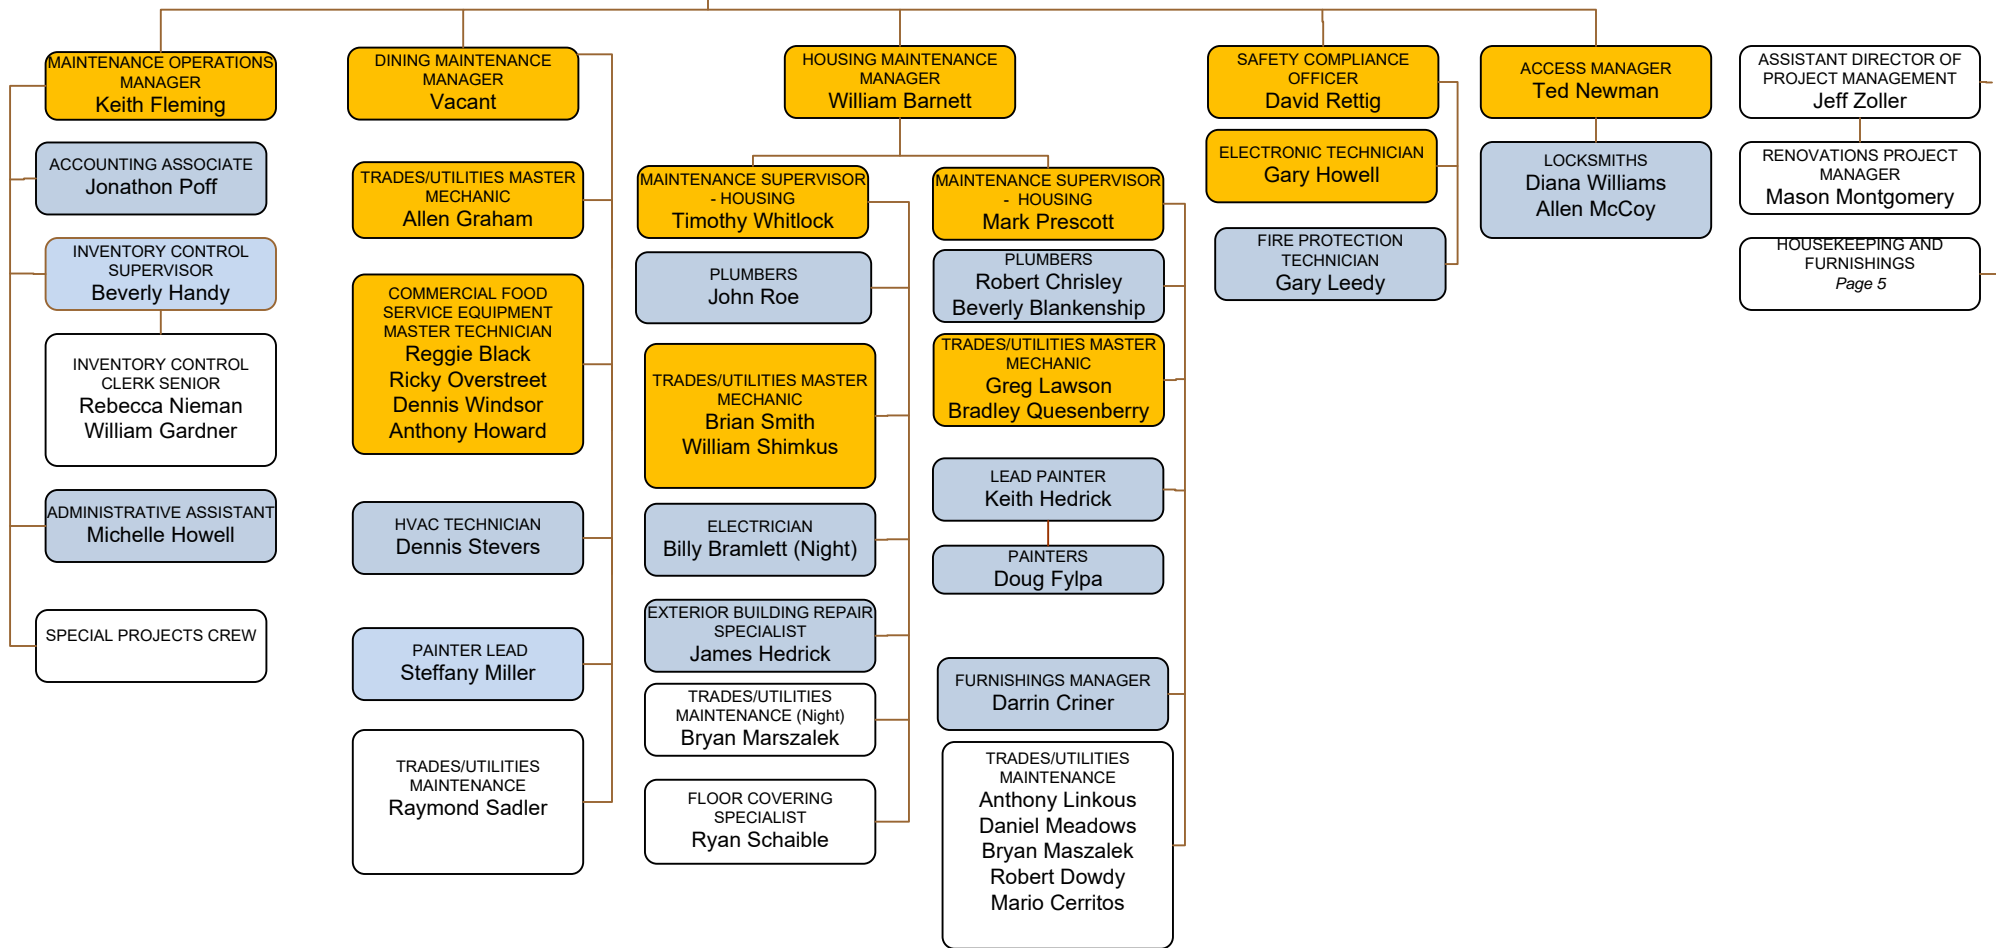 MAINTENANCE OPERATIONS
MANAGER
Keith Fleming
ACCOUNTING ASSOCIATE
Jonathon Poff
INVENTORY CONTROL
SUPERVISOR
Beverly Handy
INVENTORY CONTROL
CLERK SENIOR
Rebecca Nieman
William Gardner
ADMINISTRATIVE ASSISTANT
Michelle Howell
SPECIAL PROJECTS CREW
DINING MAINTENANCE
MANAGER
Vacant
TRADES/UTILITIES MASTER
MECHANIC
Allen Graham
COMMERCIAL FOOD
SERVICE EQUIPMENT
MASTER TECHNICIAN
Reggie Black
Ricky Overstreet
Dennis Windsor
Anthony Howard
HVAC TECHNICIAN
Dennis Stevers
PAINTER LEAD
Steffany Miller
TRADES/UTILITIES
MAINTENANCE
Raymond Sadler
HOUSING MAINTENANCE
MANAGER
William Barnett
MAINTENANCE SUPERVISOR
- HOUSING
Timothy Whitlock
PLUMBERS
John Roe
TRADES/UTILITIES MASTER
MECHANIC
Brian Smith
William Shimkus
ELECTRICIAN
Billy Bramlett (Night)
EXTERIOR BUILDING REPAIR
SPECIALIST
James Hedrick
TRADES/UTILITIES
MAINTENANCE (Night)
Bryan Marszalek
FLOOR COVERING
SPECIALIST
Ryan Schaible
MAINTENANCE SUPERVISOR
- HOUSING
Mark Prescott
PLUMBERS
Robert Chrisley
Beverly Blankenship
TRADES/UTILITIES MASTER
MECHANIC
Greg Lawson
Bradley Quesenberry
LEAD PAINTER
Keith Hedrick
PAINTERS
Doug Fylpa
FURNISHINGS MANAGER
Darrin Criner
TRADES/UTILITIES
MAINTENANCE
Anthony Linkous
Daniel Meadows
Bryan Maszalek
Robert Dowdy
Mario Cerritos
SAFETY COMPLIANCE
OFFICER
David Rettig
ELECTRONIC TECHNICIAN
Gary Howell
FIRE PROTECTION
TECHNICIAN
Gary Leedy
ACCESS MANAGER
Ted Newman
LOCKSMITHS
Diana Williams
Allen McCoy
ASSISTANT DIRECTOR OF
PROJECT MANAGEMENT
Jeff Zoller
RENOVATIONS PROJECT
MANAGER
Mason Montgomery
HOUSEKEEPING AND
FURNISHINGS
Page 5